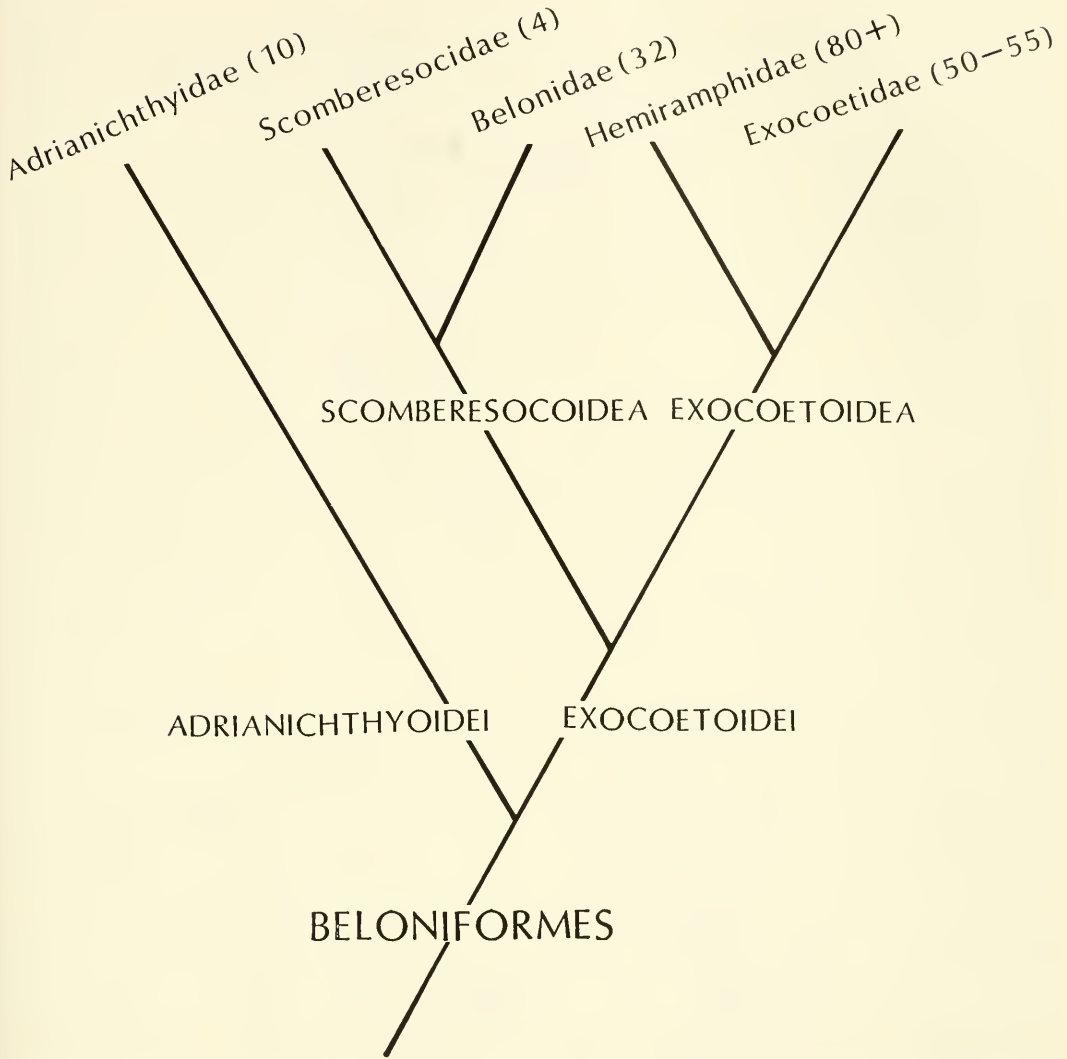 Adrianichthyidae (10)
Scomberesocidae (4)
Belonidae (32)
Hemiramphidae (80+)
Exocoetidae (50–55)
SCOMBERESOCOIDEA
EXOCOETOIDEA
ADRIANICHTHYOIDEI
EXOCOETOIDEI
BELONIFORMES